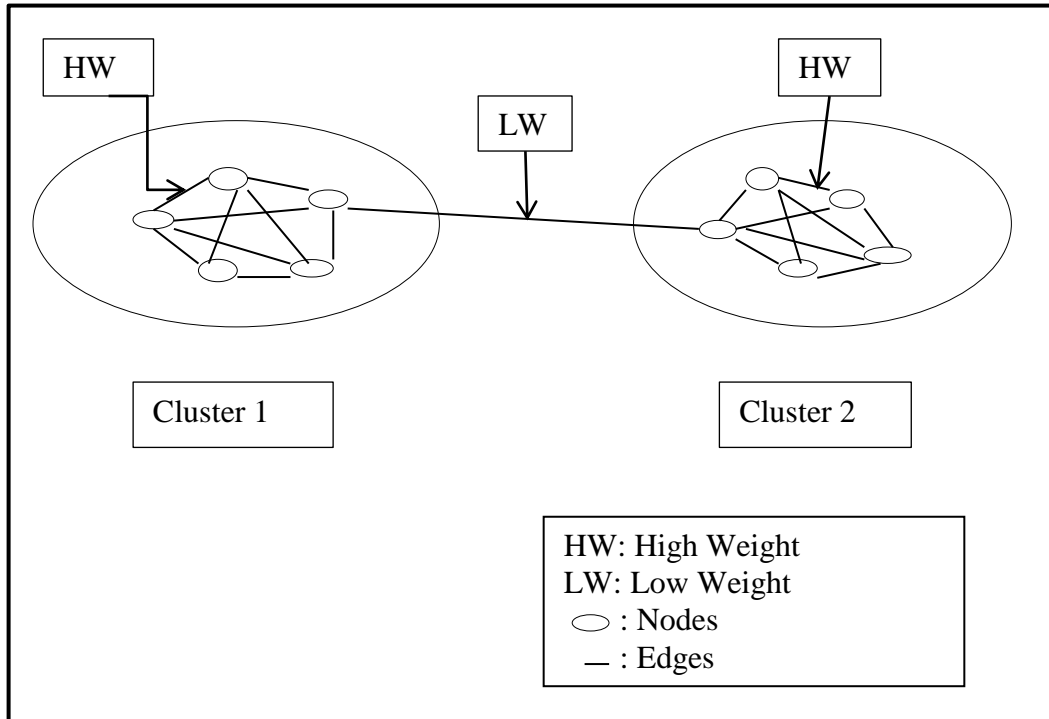 HW
HW
LW
Cluster 1
Cluster 2
HW: High Weight
LW: Low Weight
: Nodes
: Edges